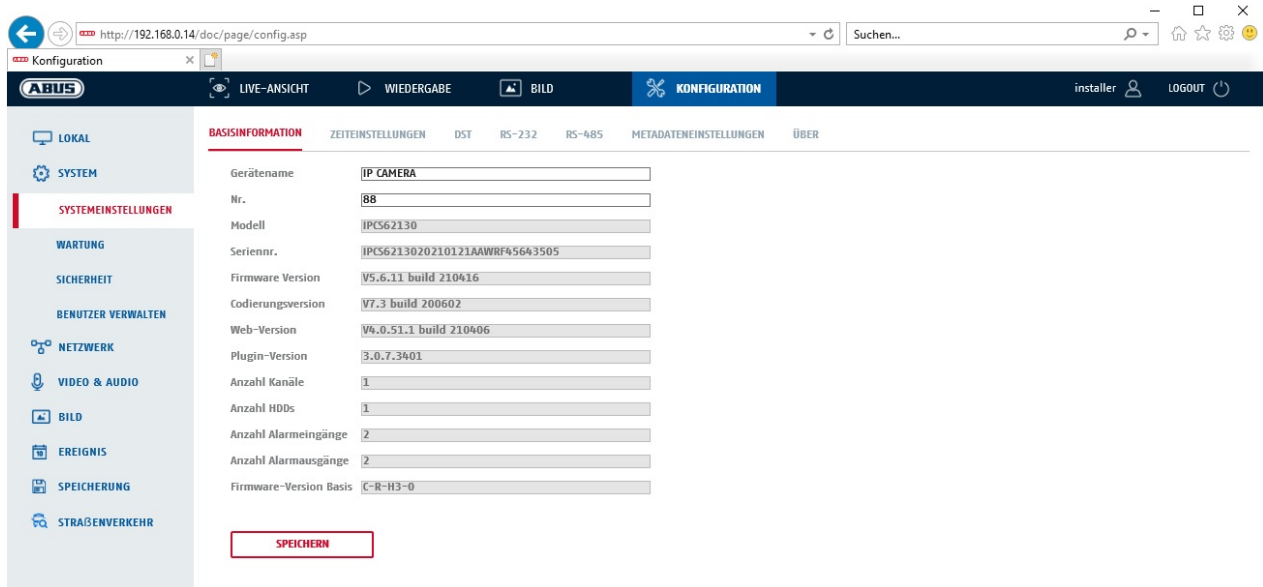 http://192.168.0.14/doc/page/config.asp
Suchen...
Konfiguration
ABUS
LIVE-ANSICHT WIEDERGABE BILD KONFIGURATION installer LOGOUT
LOKAL
SYSTEM
SYSTEMEINSTELLUNGEN
WARTUNG
SICHERHEIT
BENUTZER VERWALTEN
NETZWERK
VIDEO & AUDIO
BILD
EREIGNIS
SPEICHERUNG
STRAßENVERKEHR
BASISINFORMATION ZEITEINSTELLUNGEN DST RS-232 RS-485 METADATENEINSTELLUNGEN ÜBER
Gerätename IP CAMERA
Nr. 88
Modell IPCS62130
Seriennr. IPCS6213020210121AAWRF45643505
Firmware Version V5.6.11 build 210416
Codierungsversion V7.3 build 200602
Web-Version V4.0.51.1 build 210406
Plugin-Version 3.0.7.3401
Anzahl Kanäle 1
Anzahl HDDs 1
Anzahl Alarmeingänge 2
Anzahl Alarmausgänge 2
Firmware-Version Basis C-R-H3-0
SPEICHERN